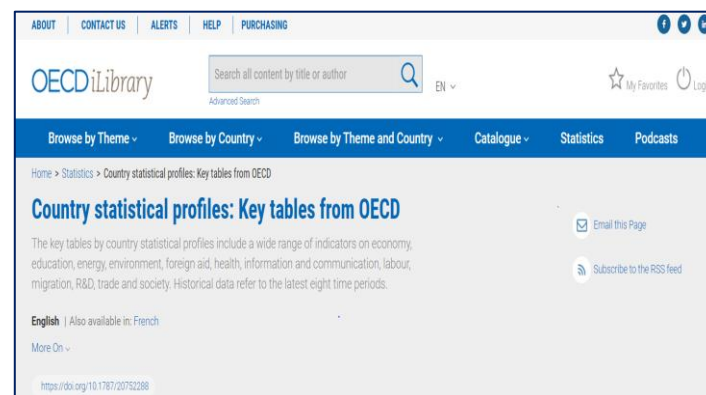 ABOUT CONTACT US ALERTS HELP PURCHASING
OECDiLibrary
Search all content by title or author
EN
My Favorites
Advanced Search
Browse by Theme Browse by Country Browse by Theme and Country Catalogue Statistics Podcasts
Home > Statistics > Country statistical profiles: Key tables from OECD
Country statistical profiles: Key tables from OECD
The key tables by country statistical profiles include a wide range of indicators on economy,
education, energy, environment, foreign aid, health, information and communication, labour,
migration, R&D, trade and society. Historical data refer to the latest eight time periods.
Email this Page
Subscribe to the RSS feed
English | Also available in: French
More On
https://doi.org/10.1787/20752288